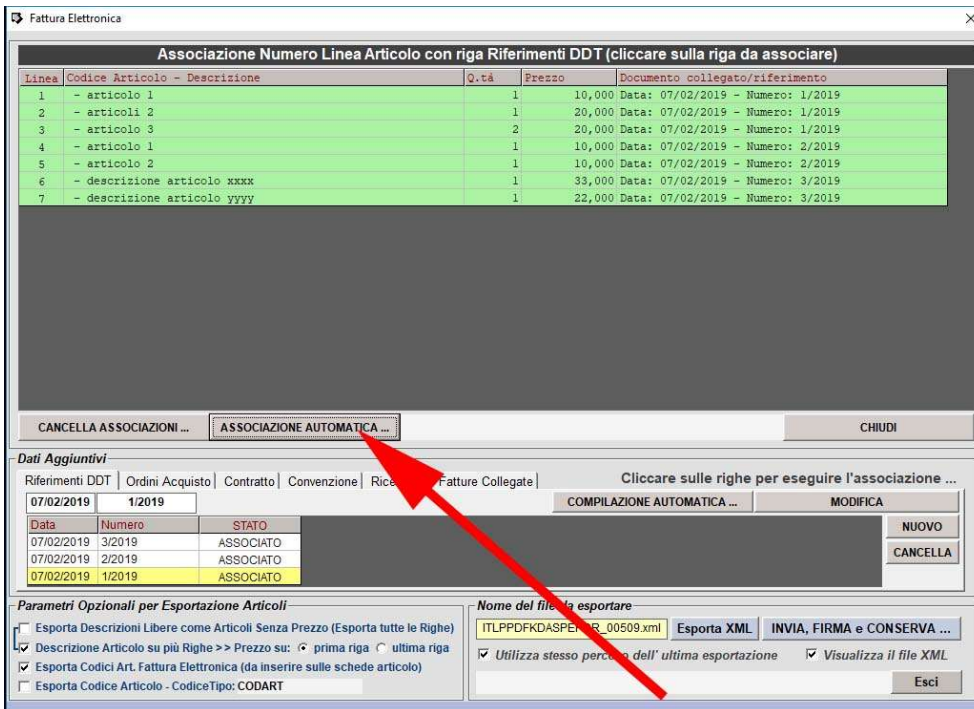 Fattura Elettronica
Associazione Numero Linea Articolo con riga Riferimenti DDT (cliccare sulla riga da associare)
Linea Codice Articolo - Descrizione Q.tá Prezzo Documento collegato/riferimento
1 - articolo 1 1 10,000 Data: 07/02/2019 - Numero: 1/2019
2 - articoli 2 1 20,000 Data: 07/02/2019 - Numero: 1/2019
3 - articolo 3 2 20,000 Data: 07/02/2019 - Numero: 1/2019
4 - articolo 1 1 10,000 Data: 07/02/2019 - Numero: 2/2019
5 - articolo 2 1 10,000 Data: 07/02/2019 - Numero: 2/2019
6 - descrizione articolo xxxx 1 33,000 Data: 07/02/2019 - Numero: 3/2019
7 - descrizione articolo yyyy 1 22,000 Data: 07/02/2019 - Numero: 3/2019
CANCELLA ASSOCIAZIONI ... ASSOCIAZIONE AUTOMATICA ... CHIUDI
Dati Aggiuntivi
Riferimenti DDT Ordini Acquisto Contratto Convenzione Fatture Collegate Cliccare sulle righe per eseguire l'associazione ...
07/02/2019 1/2019 COMPILAZIONE AUTOMATICA ... MODIFICA
Data Numero STATO NUOVO
07/02/2019 3/2019 ASSOCIATO
07/02/2019 2/2019 ASSOCIATO CANCELLA
07/02/2019 1/2019 ASSOCIATO
Parametri Opzionali per Esportazione Articoli
Esporta Descrizioni Libere come Articoli Senza Prezzo (Esporta tutte le Righe)
Descrizione Articolo su più Righe >> Prezzo su: prima riga ultima riga
Esporta Codici Art. Fattura Elettronica (da inserire sulle schede articolo)
Esporta Codice Articolo - CodiceTipo: CODART
Nome del file da esportare
Esporta XML INVIA, FIRMA e CONSERVA ...
Utilizza stesso percorso dell' ultima esportazione Visualizza il file XML
Esci